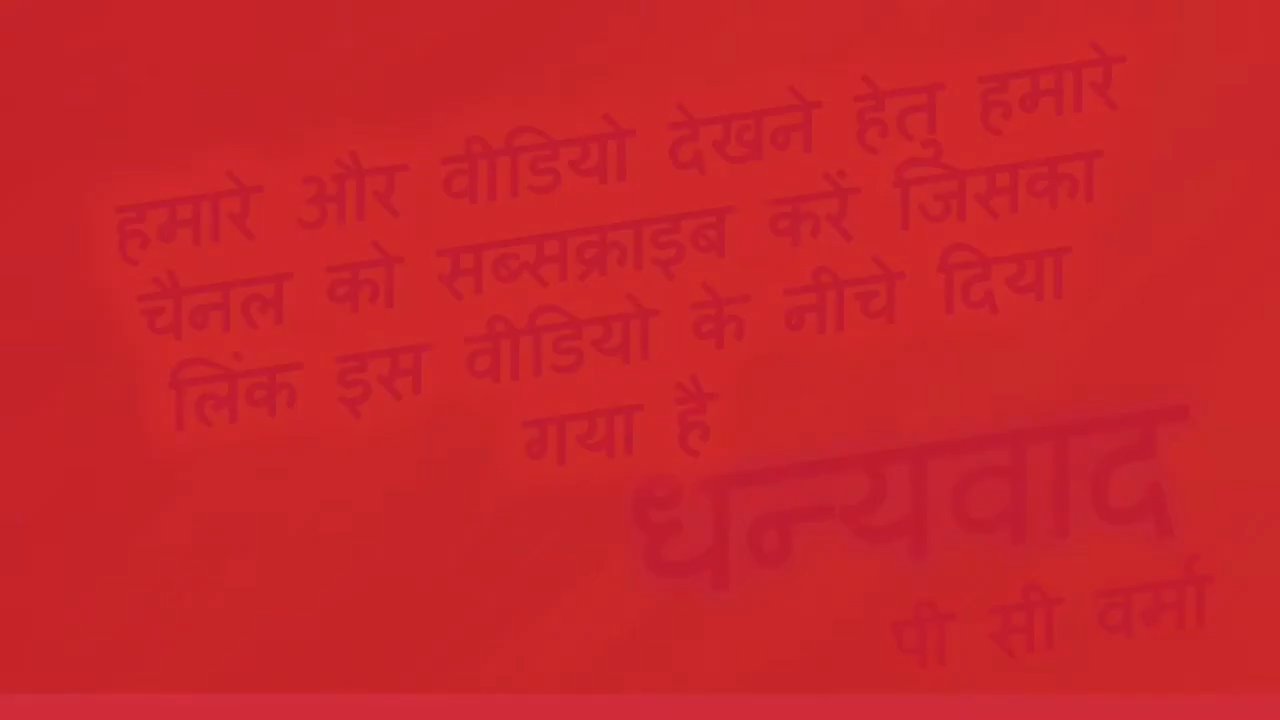 हमारे और वीडियो देखने हेतु हमारे
चैनल को सब्सक्राइब करें जिसका
लिंक इस वीडियो के नीचे दिया
गया है
धन्यवाद
पी सी वर्मा